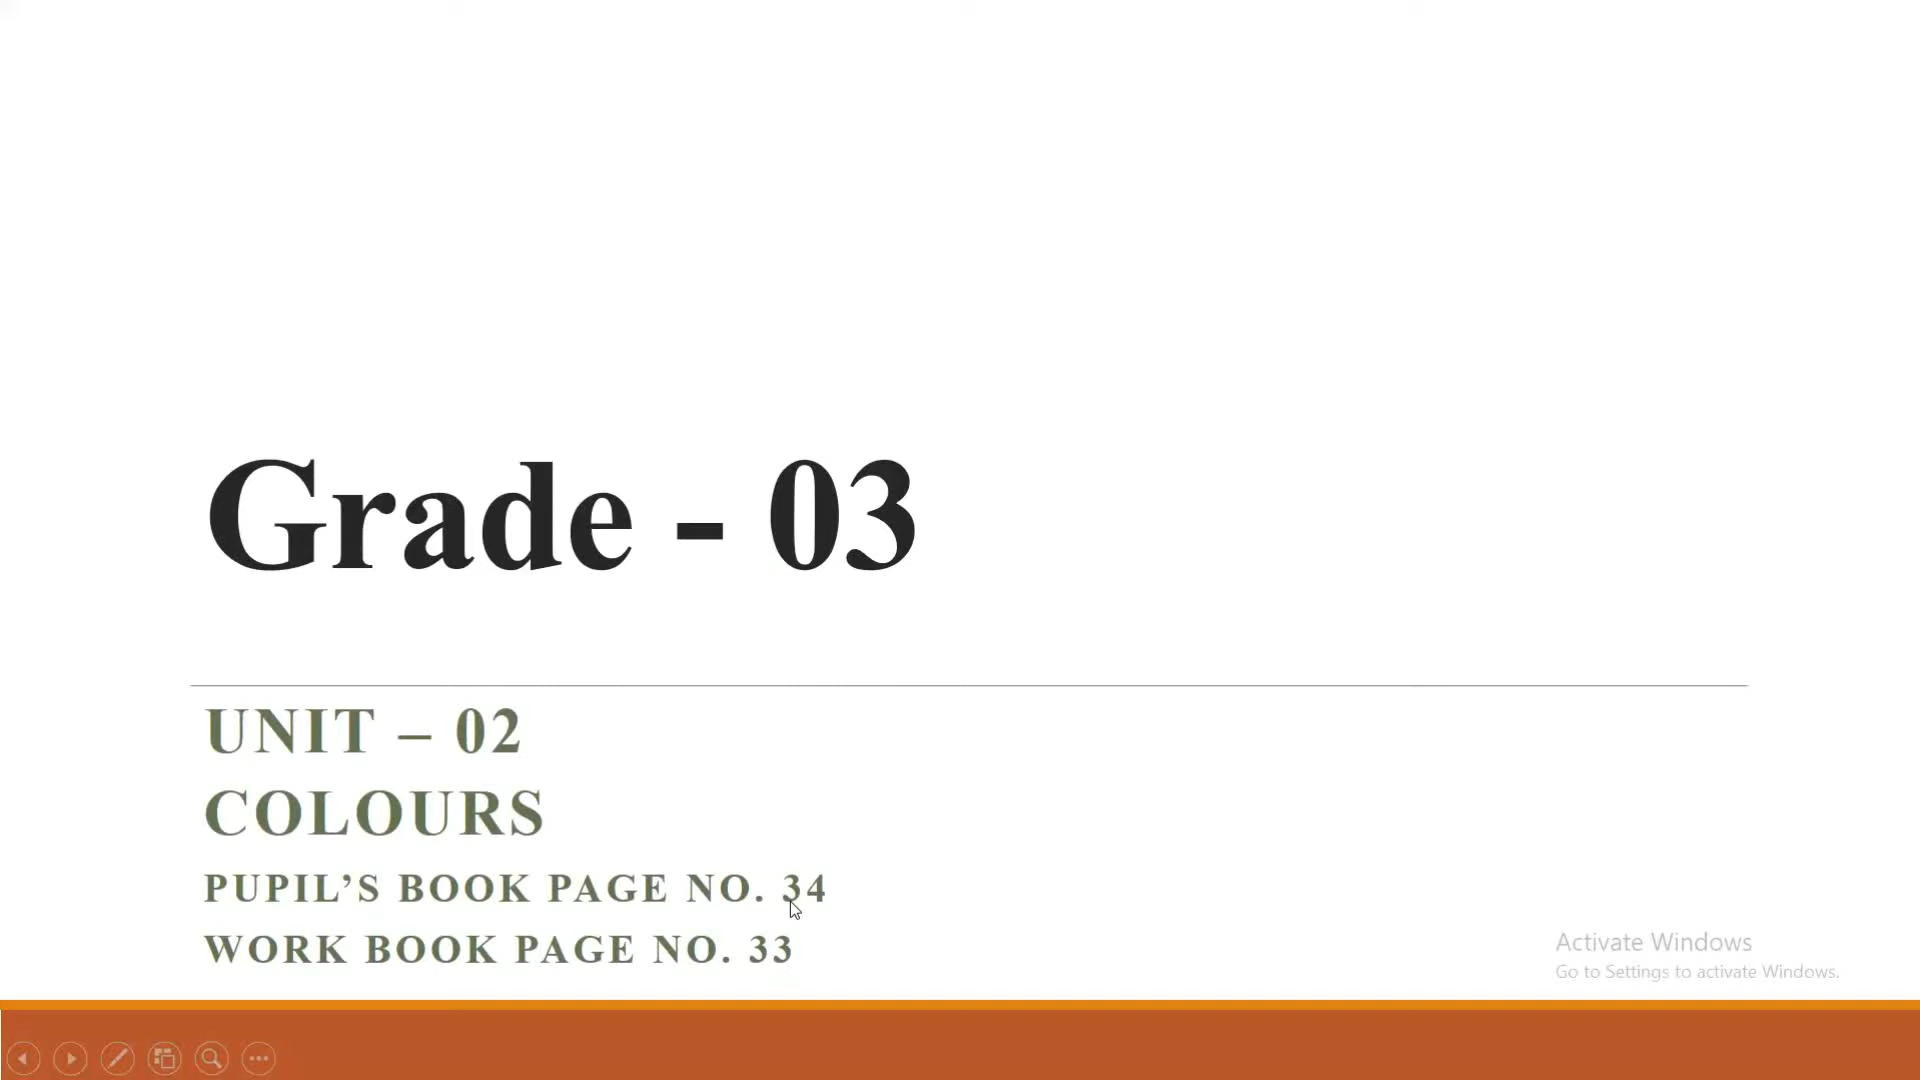 Grade - 03
UNIT – 02
COLOURS
PUPIL’S BOOK PAGE NO. 34
WORK BOOK PAGE NO. 33
Activate Windows
Go to Settings to activate Windows.